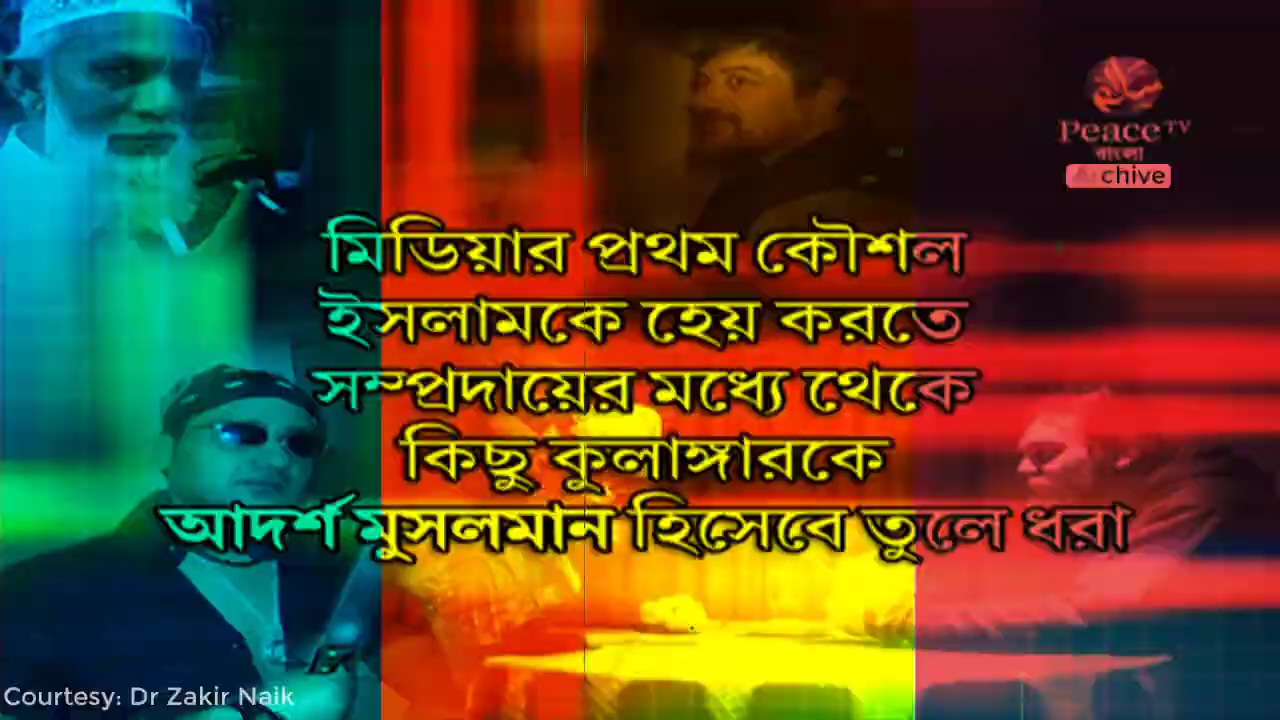 Peace TV
বাংলা
Archive
মিডিয়ার প্রথম কৌশল
ইসলামকে হেয় করতে
সম্প্রদায়ের মধ্যে থেকে
কিছু কুলাঙ্গারকে
আদর্শ মুসলমান হিসেবে তুলে ধরা
Courtesy: Dr Zakir Naik